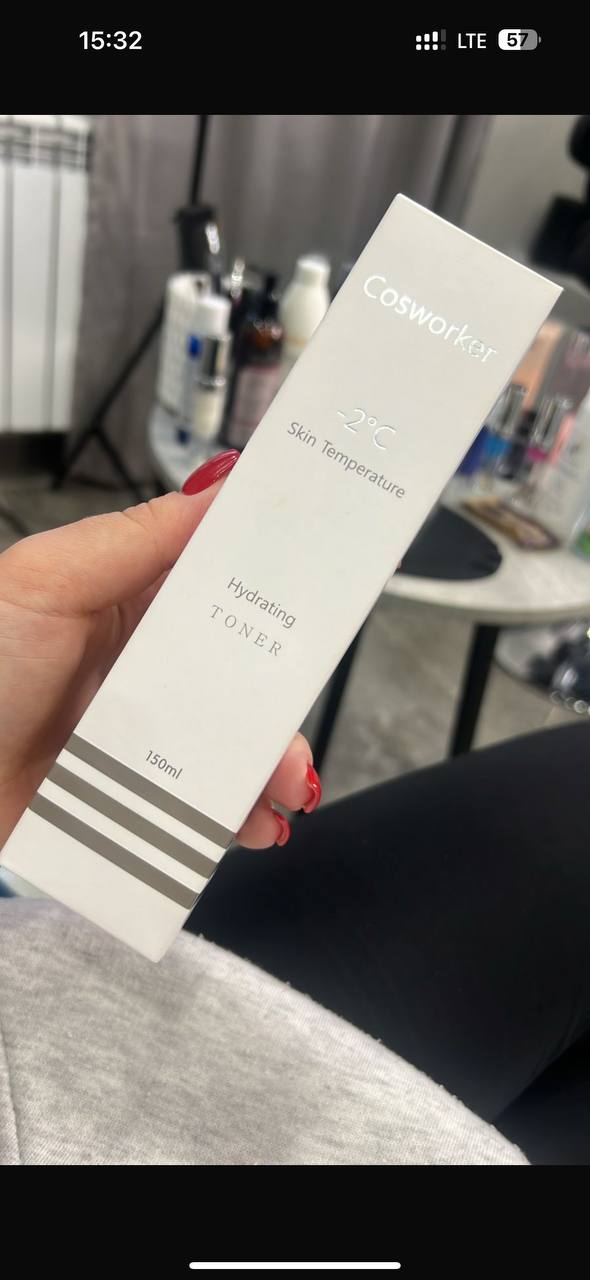 15:32
LTE
57
Cosworker
-2°C
Skin Temperature
Hydrating
TONER
150ml